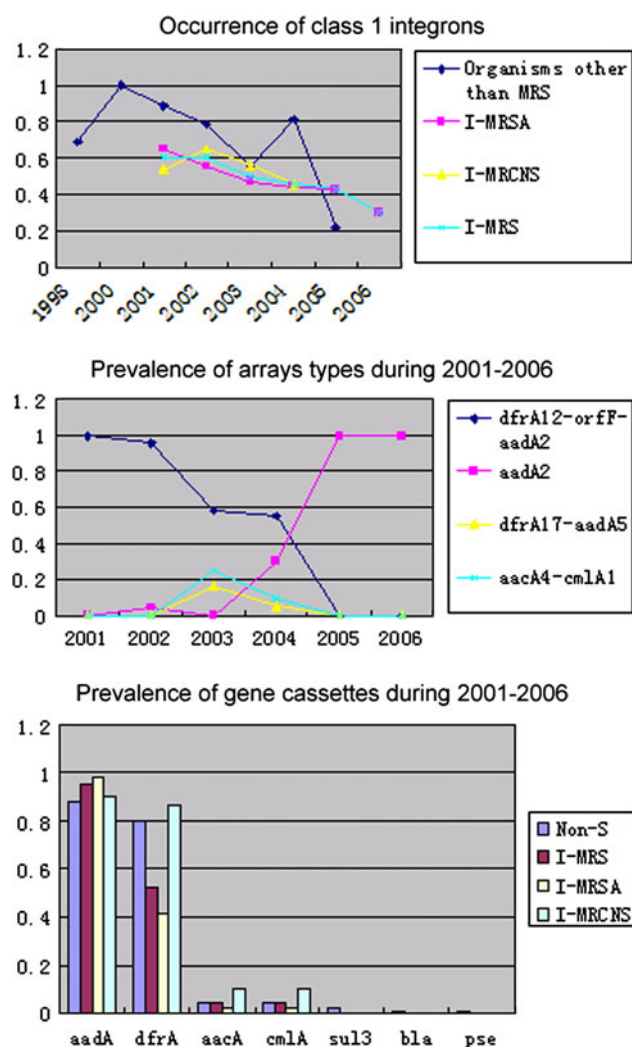 Occurrence of class 1 integrons
1.2
1
0.8
0.6
0.4
0.2
0
1998
2000
2001
2002
2003
2004
2005
2006
Organisms other
than MRS
I-MRSA
I-MRCNS
I-MRS
Prevalence of arrays types during 2001-2006
1.2
1
0.8
0.6
0.4
0.2
0
2001 2002 2003 2004 2005 2006
dfrA12-orfF-
aadA2
aadA2
dfrA17-aadA5
aacA4-cmlA1
Prevalence of gene cassettes during 2001-2006
1.2
1
0.8
0.6
0.4
0.2
0
aadA dfrA aacA cmlA sul3 bla pse
Non-S
I-MRS
I-MRSA
I-MRCNS